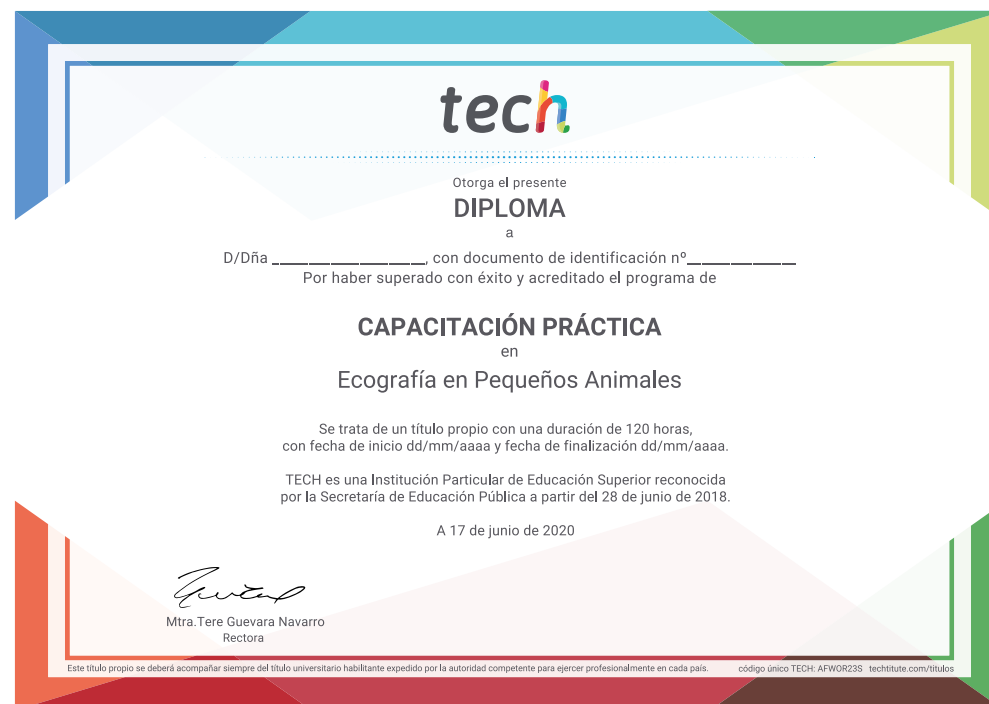 tech
Otorga el presente
DIPLOMA
a
D/Dña ____________________, con documento de identificación nº______________
Por haber superado con éxito y acreditado el programa de
CAPACITACIÓN PRÁCTICA
en
Ecografía en Pequeños Animales
Se trata de un título propio con una duración de 120 horas,
con fecha de inicio dd/mm/aaaa y fecha de finalización dd/mm/aaaa.
TECH es una Institución Particular de Educación Superior reconocida
por la Secretaría de Educación Pública a partir del 28 de junio de 2018.
A 17 de junio de 2020
Mtra.Tere Guevara Navarro
Rectora
Este título propio se deberá acompañar siempre del título universitario habilitante expedido por la autoridad competente para ejercer profesionalmente en cada país. código único TECH: AFWOR23S techtitute.com/titulos